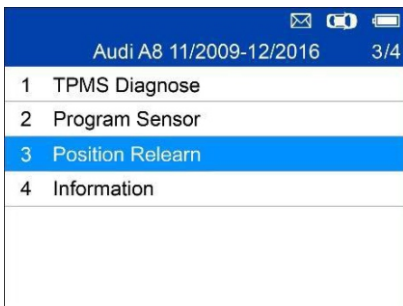 Audi A8 11/2009-12/2016 3/4
1 TPMS Diagnose
2 Program Sensor
3 Position Relearn
4 Information